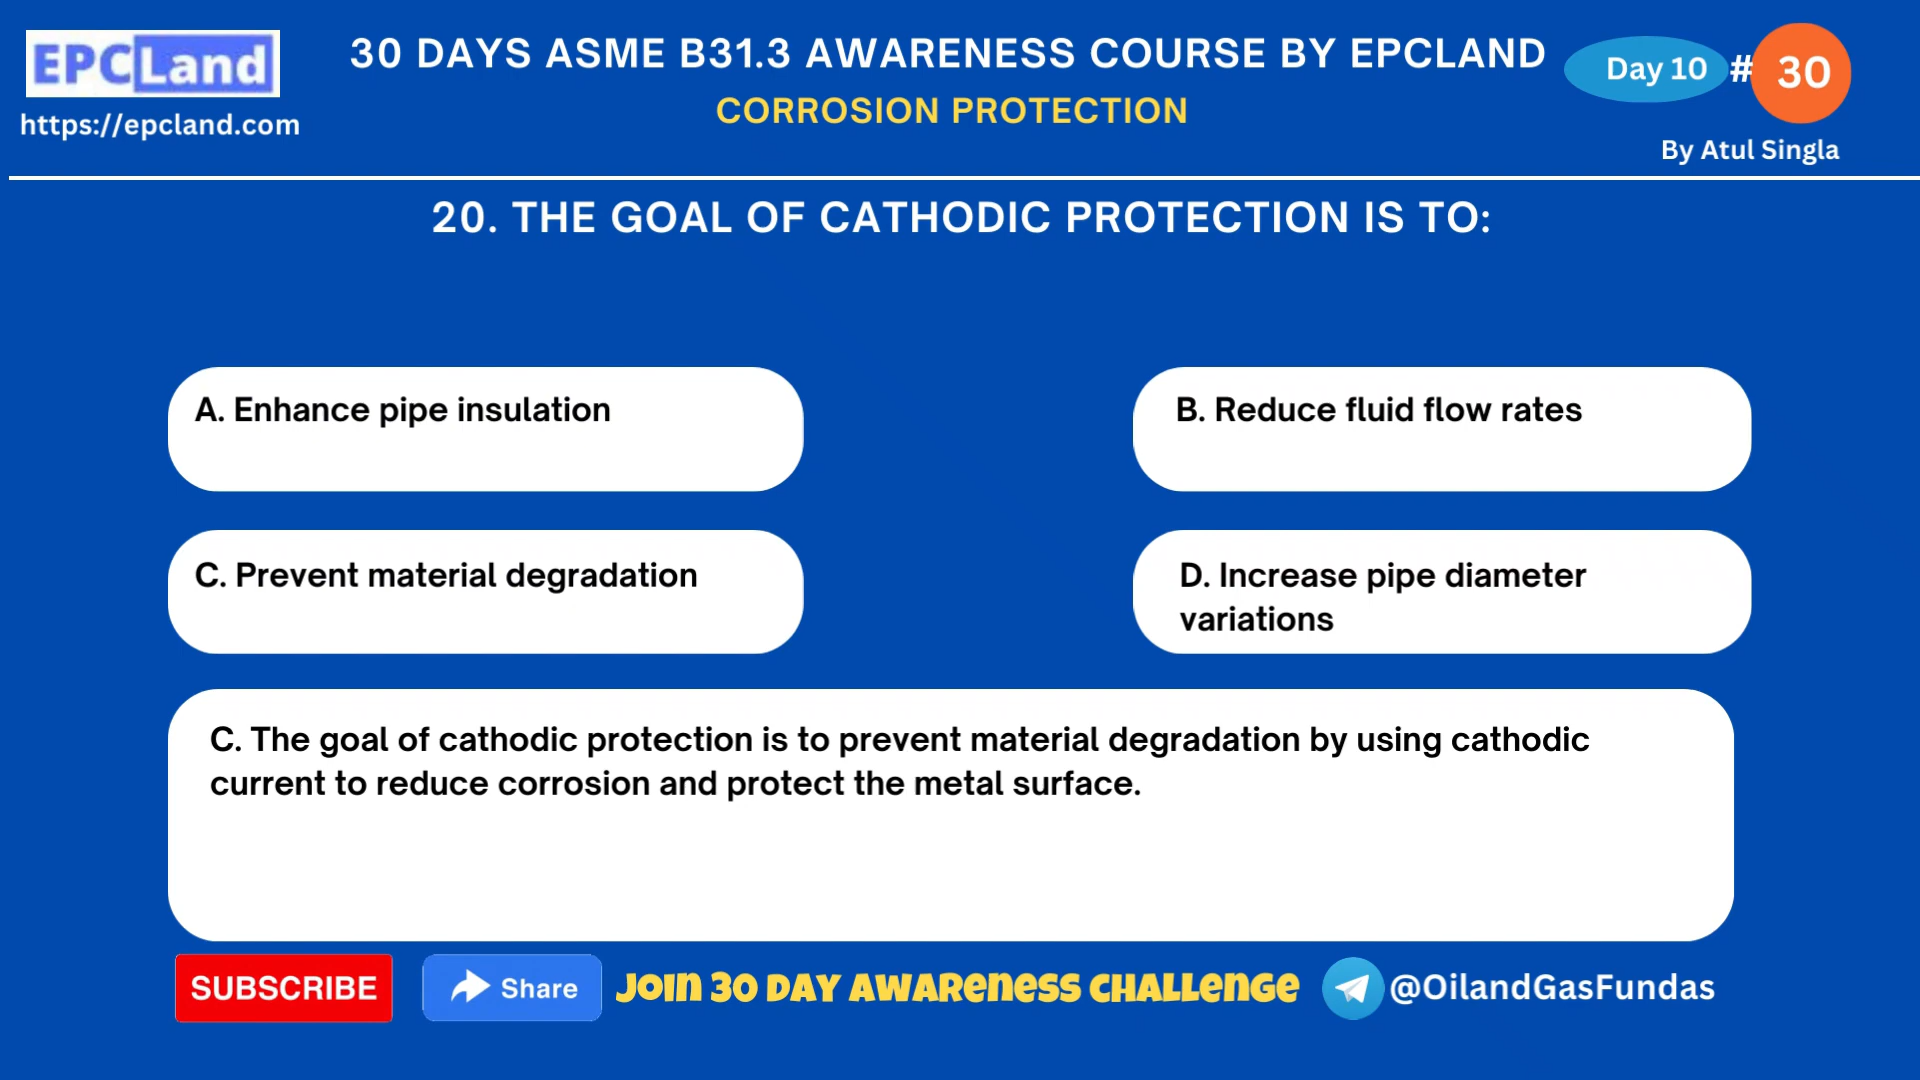 EPCLand
https://epcland.com
30 DAYS ASME B31.3 AWARENESS COURSE BY EPCLAND
CORROSION PROTECTION
Day 10 # 30
By Atul Singla
20. THE GOAL OF CATHODIC PROTECTION IS TO:
A. Enhance pipe insulation
B. Reduce fluid flow rates
C. Prevent material degradation
D. Increase pipe diameter
variations
C. The goal of cathodic protection is to prevent material degradation by using cathodic
current to reduce corrosion and protect the metal surface.
SUBSCRIBE
Share
Join 30 Day Awareness Challenge
@OilandGasFundas